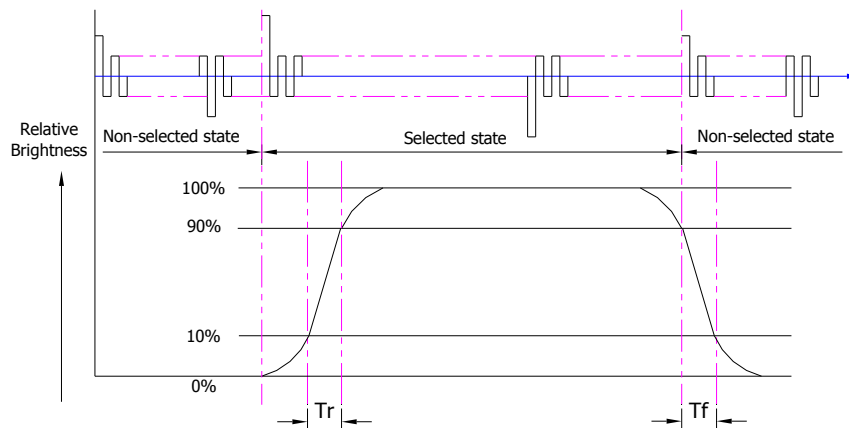 Relative
Brightness
Non-selected state
Selected state
Non-selected state
100%
90%
10%
0%
Tr
Tf